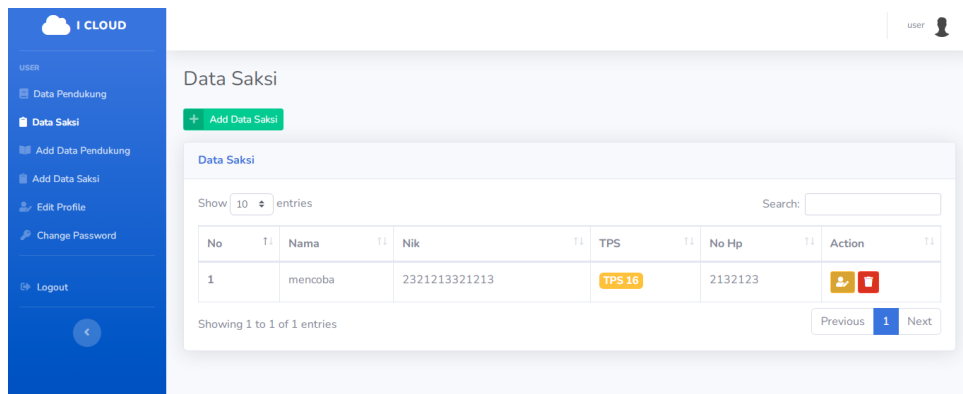 I CLOUD
user
USER
Data Pendukung
Data Saksi
Add Data Pendukung
Add Data Saksi
Edit Profile
Change Password
Logout
Data Saksi
+ Add Data Saksi
Data Saksi
Show 10 entries
Search:
No Nama Nik TPS No Hp Action
1 mencoba 2321213321213 TPS 16 2132123
Showing 1 to 1 of 1 entries
Previous 1 Next